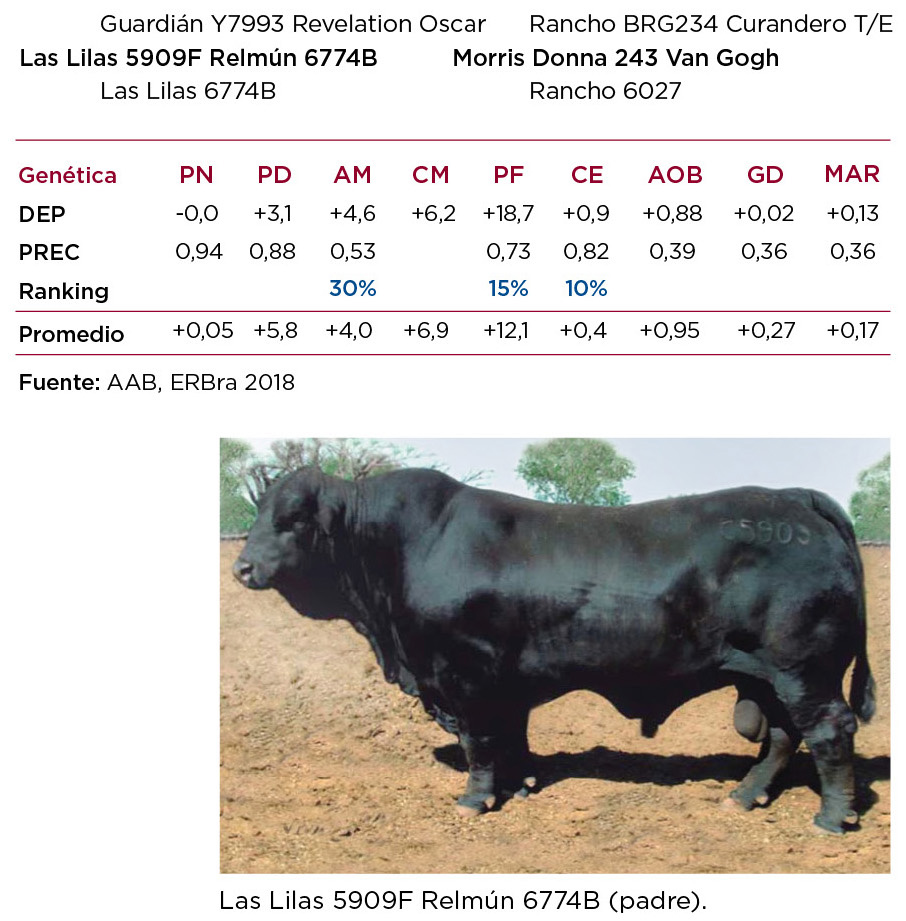 Guardián Y7993 Revelation Oscar Rancho BRG234 Curandero T/E
Las Lilas 5909F Relmún 6774B Morris Donna 243 Van Gogh
Las Lilas 6774B Rancho 6027
Genética PN PD AM CM PF CE AOB GD MAR
DEP -0,0 +3,1 +4,6 +6,2 +18,7 +0,9 +0,88 +0,02 +0,13
PREC 0,94 0,88 0,53 0,73 0,82 0,39 0,36 0,36
Ranking 30% 15% 10%
Promedio +0,05 +5,8 +4,0 +6,9 +12,1 +0,4 +0,95 +0,27 +0,17
Fuente: AAB, ERBra 2018
Las Lilas 5909F Relmún 6774B (padre).